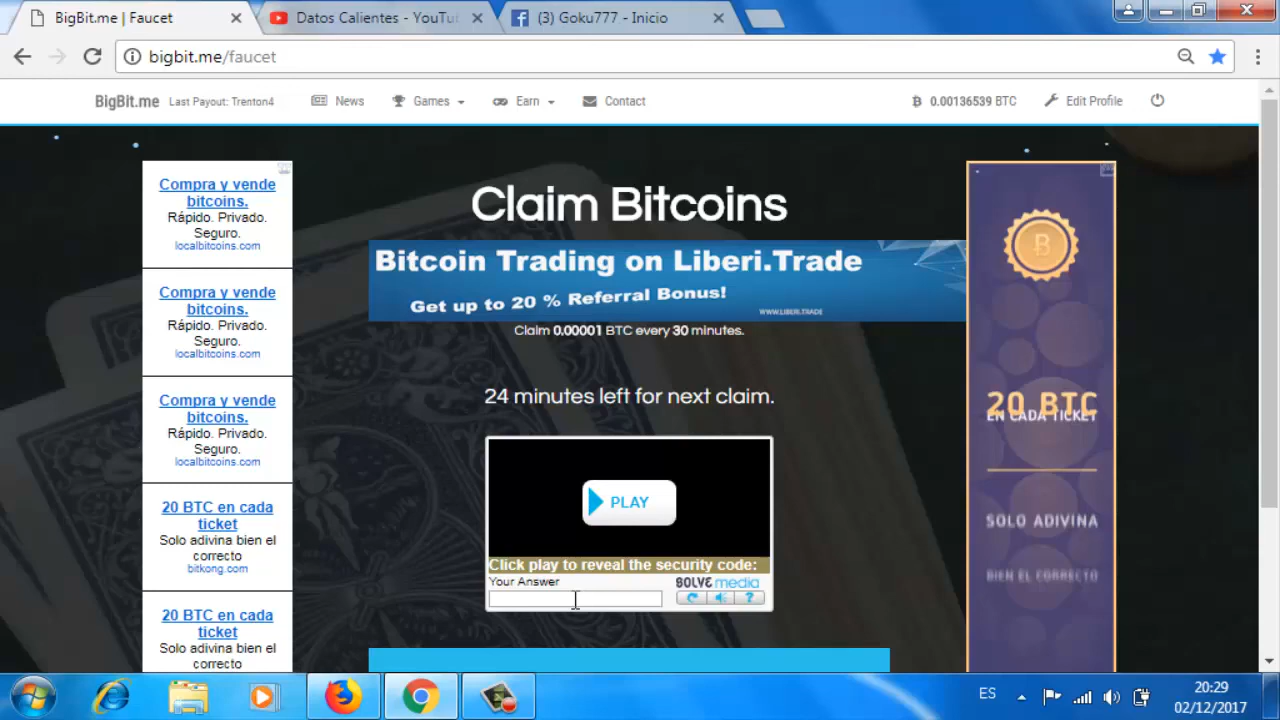 BigBit.me | Faucet
Datos Calientes - YouTu
(3) Goku777 - Inicio
bigbit.me/faucet
BigBit.me Last Payout: Trenton4 News Games Earn Contact 0.00136539 BTC Edit Profile
Compra y vende
bitcoins.
Rápido. Privado.
Seguro.
localbitcoins.com
Compra y vende
bitcoins.
Rápido. Privado.
Seguro.
localbitcoins.com
Compra y vende
bitcoins.
Rápido. Privado.
Seguro.
localbitcoins.com
20 BTC en cada
ticket
Solo adivina bien el
correcto
bitkong.com
20 BTC en cada
ticket
Solo adivina bien el
correcto
Claim Bitcoins
Bitcoin Trading on Liberi.Trade
Get up to 20 % Referral Bonus!
WWW.LIBERI.TRADE
Claim 0.00001 BTC every 30 minutes.
24 minutes left for next claim.
PLAY
Click play to reveal the security code:
Your Answer
SOLVE media
?
20 BTC
EN CADA TICKET
SOLO ADIVINA
BIEN EL CORRECTO
ES
20:29
02/12/2017